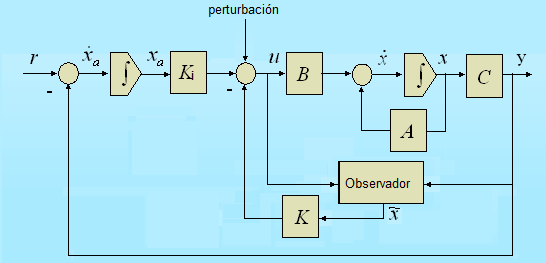 perturbación
r
-
ẋₐ
∫
xₐ
Ki
-
u
B
ẋ
∫
x
C
y
A
Observador
K
x̃